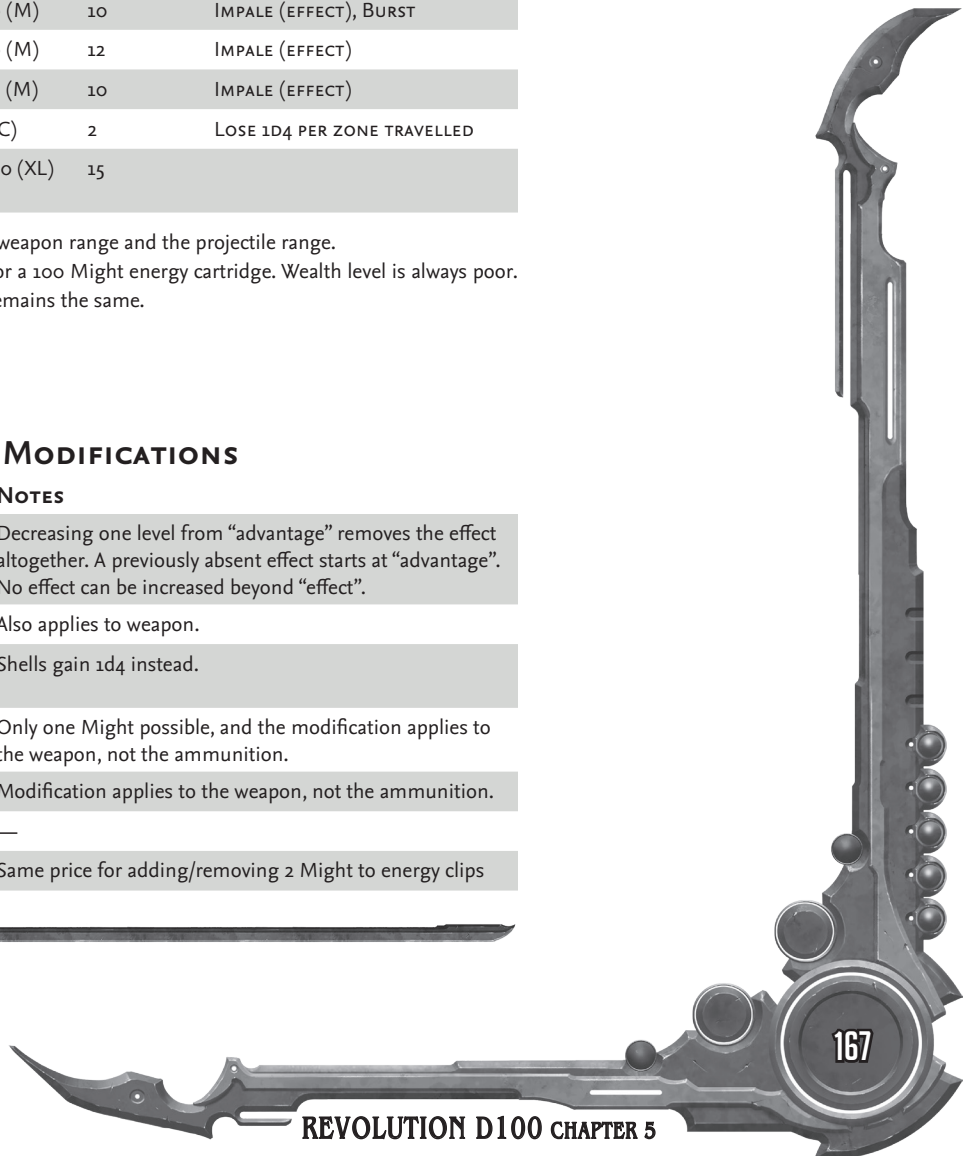 (M) 10 Impale (effect), Burst
(M) 12 Impale (effect)
(M) 10 Impale (effect)
C) 2 Lose 1d4 per zone travelled
0 (XL) 15
weapon range and the projectile range.
or a 100 Might energy cartridge. Wealth level is always poor.
emains the same.
Modifications
Notes
Decreasing one level from “advantage” removes the effect
altogether. A previously absent effect starts at “advantage”.
No effect can be increased beyond “effect”.
Also applies to weapon.
Shells gain 1d4 instead.
Only one Might possible, and the modification applies to
the weapon, not the ammunition.
Modification applies to the weapon, not the ammunition.
—
Same price for adding/removing 2 Might to energy clips
167
REVOLUTION D100 CHAPTER 5